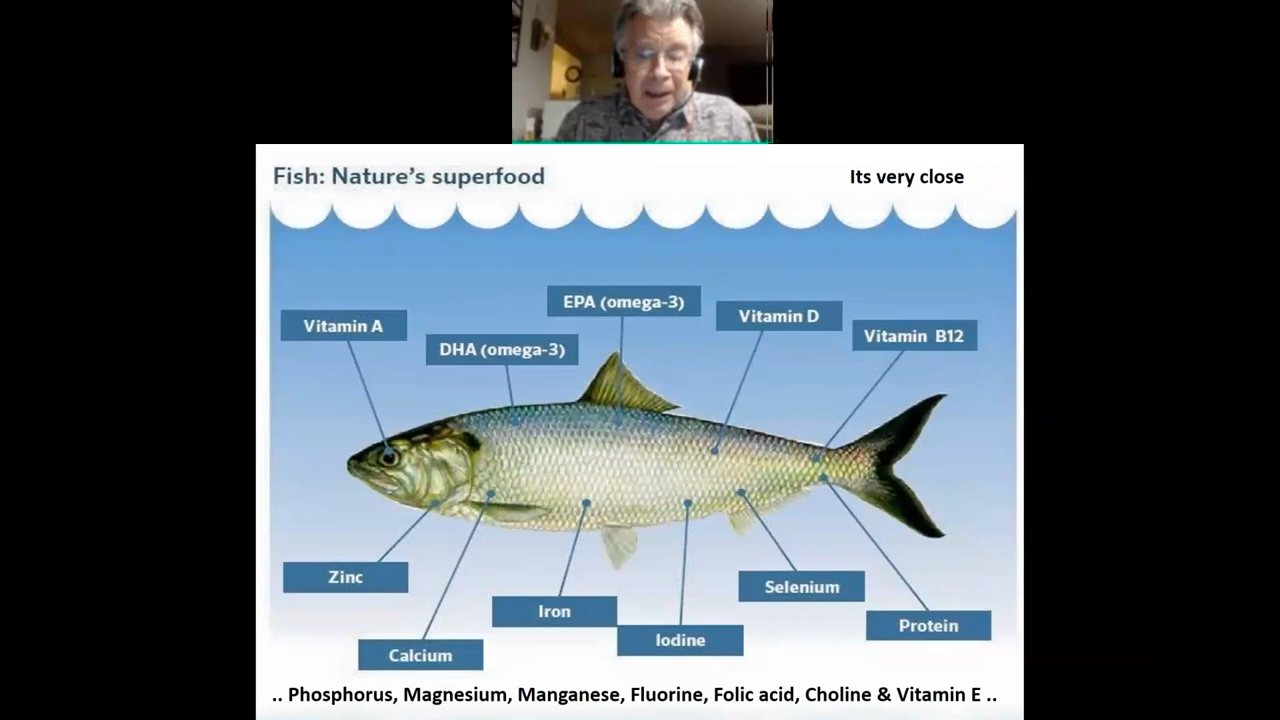 Fish: Nature's superfood
Its very close
EPA (omega-3)
Vitamin D
Vitamin A
Vitamin B12
DHA (omega-3)
Zinc
Selenium
Iron
Protein
Iodine
Calcium
.. Phosphorus, Magnesium, Manganese, Fluorine, Folic acid, Choline & Vitamin E ..